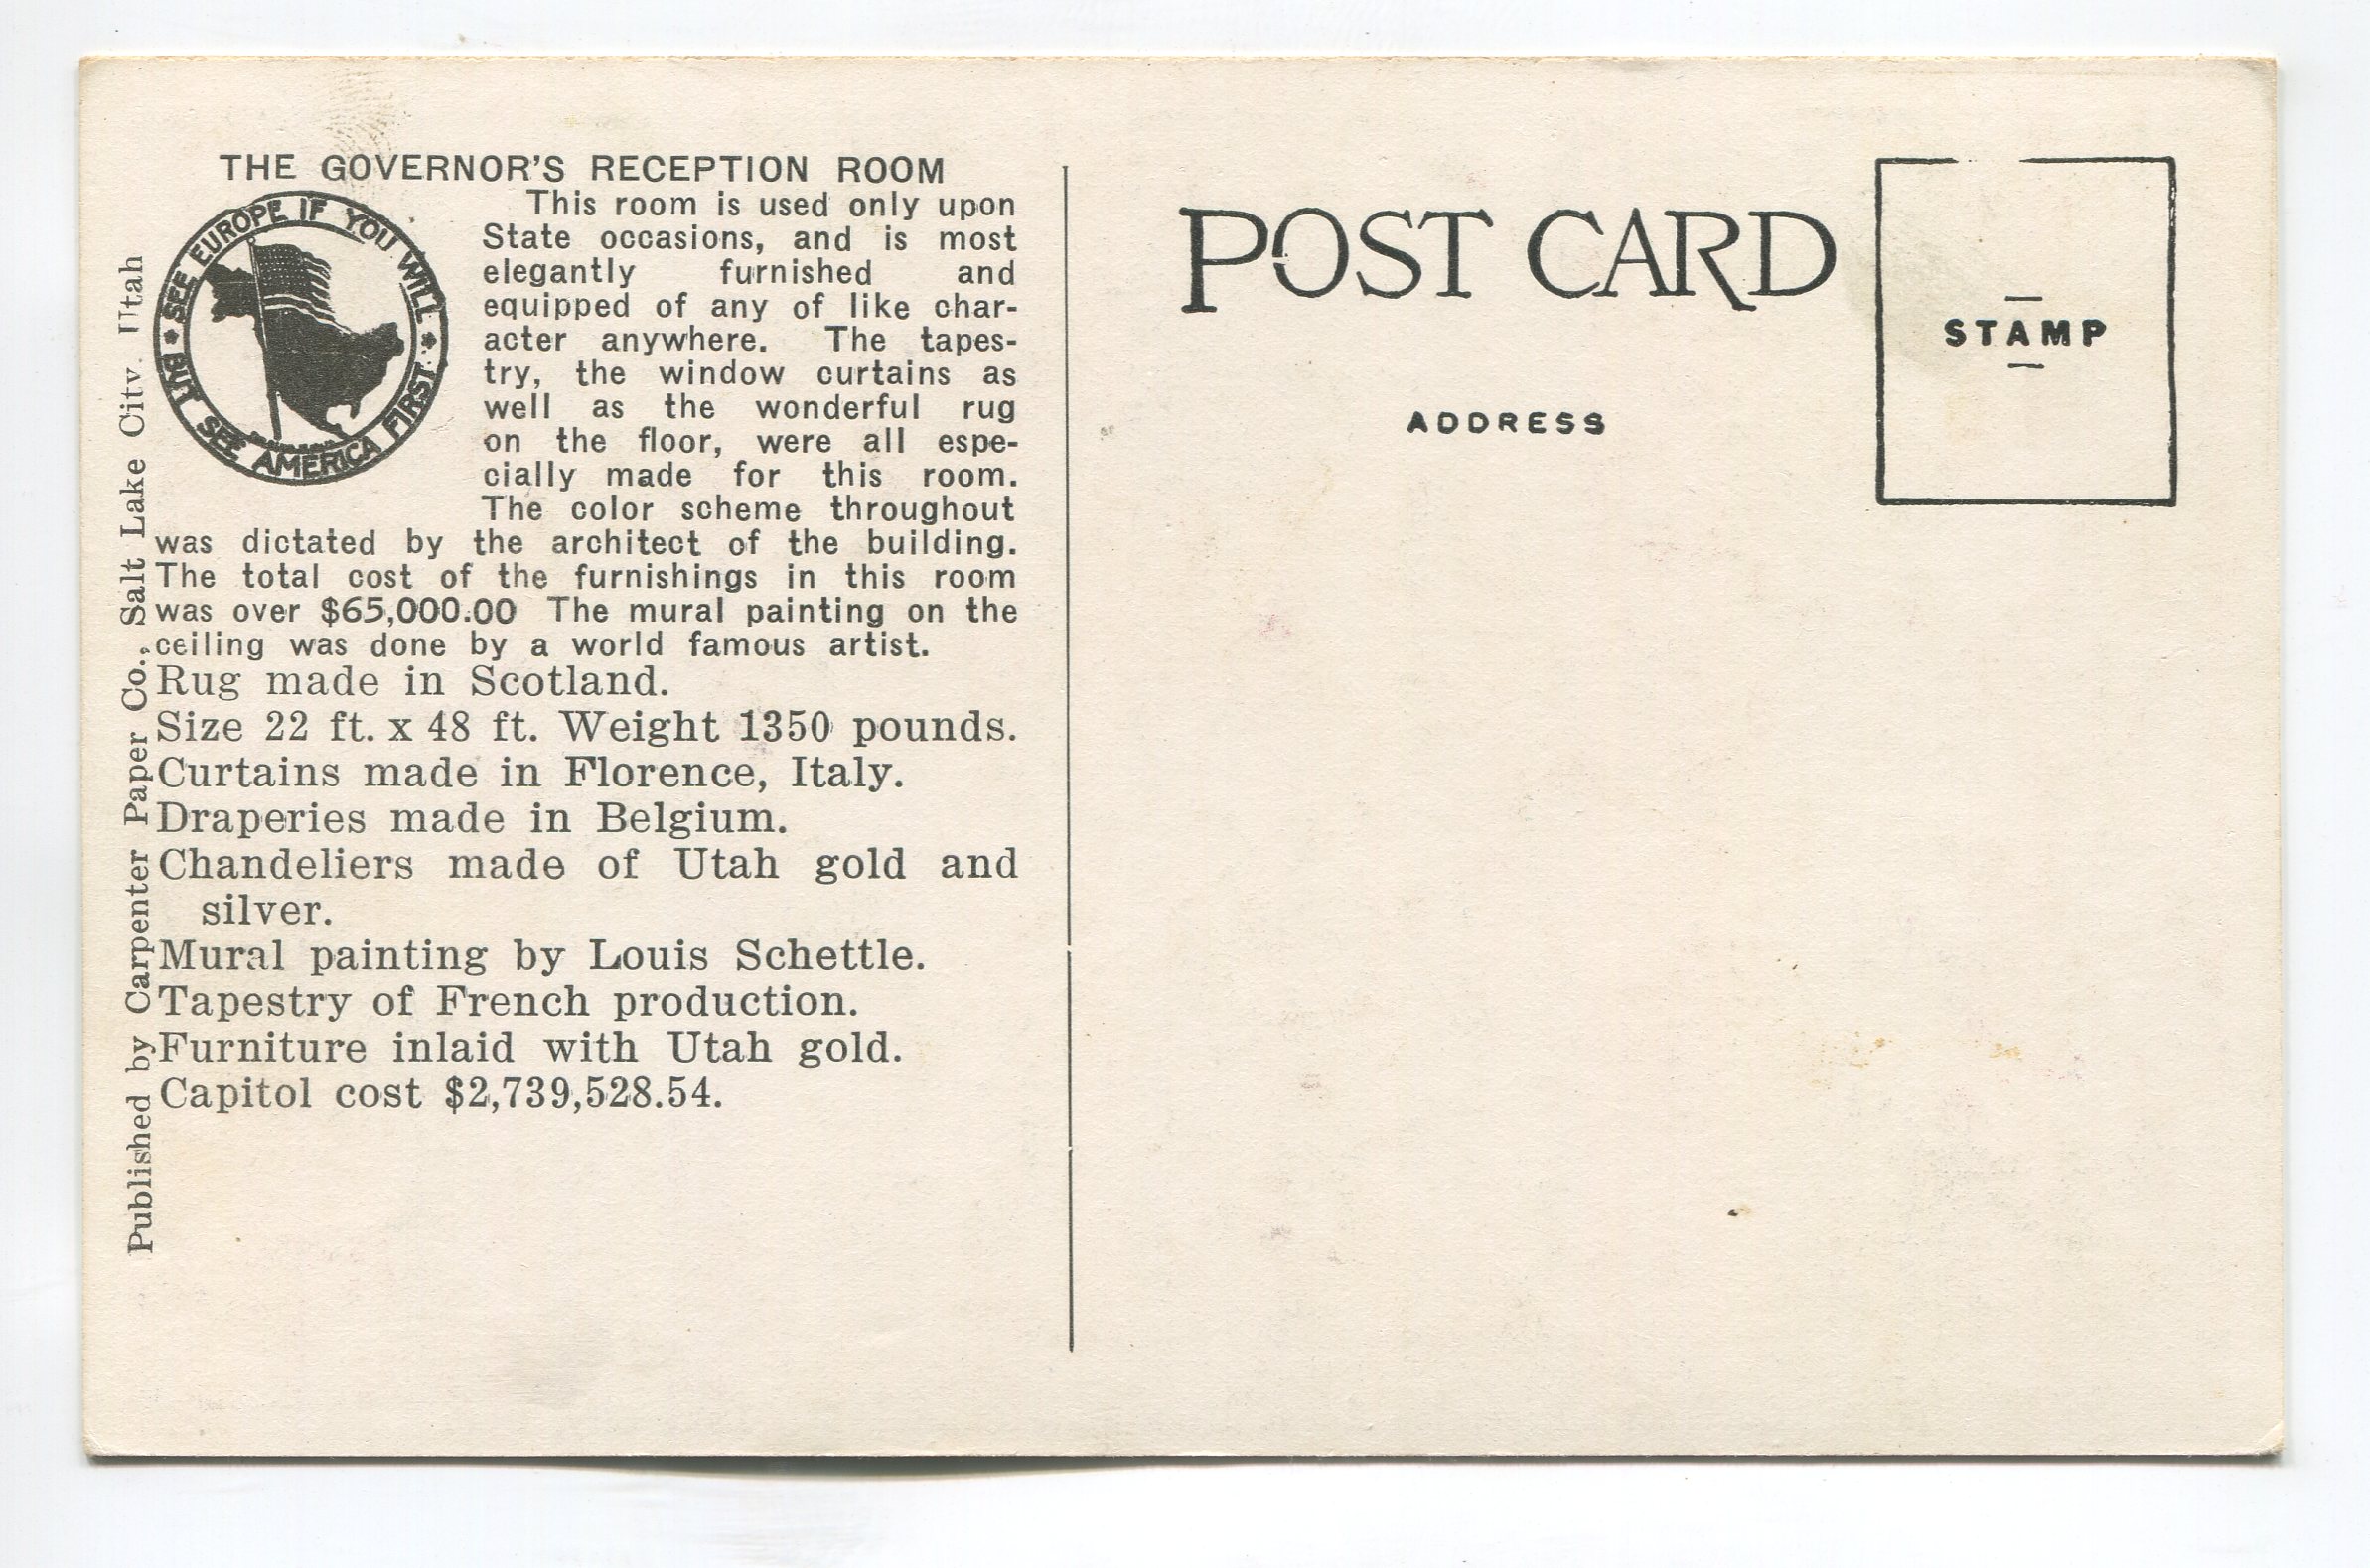 THE GOVERNOR'S RECEPTION ROOM
SEE EUROPE IF YOU WILL
BUT SEE AMERICA FIRST
This room is used only upon
State occasions, and is most
elegantly furnished and
equipped of any of like char-
acter anywhere. The tapes-
try, the window curtains as
well as the wonderful rug
on the floor, were all espe-
cially made for this room.
The color scheme throughout
was dictated by the architect of the building.
The total cost of the furnishings in this room
was over $65,000.00 The mural painting on the
ceiling was done by a world famous artist.
Rug made in Scotland.
Size 22 ft. x 48 ft. Weight 1350 pounds.
Curtains made in Florence, Italy.
Draperies made in Belgium.
Chandeliers made of Utah gold and
silver.
Mural painting by Louis Schettle.
Tapestry of French production.
Furniture inlaid with Utah gold.
Capitol cost $2,739,528.54.
Published by Carpenter Paper Co., Salt Lake City. Utah
POST CARD
ADDRESS
STAMP